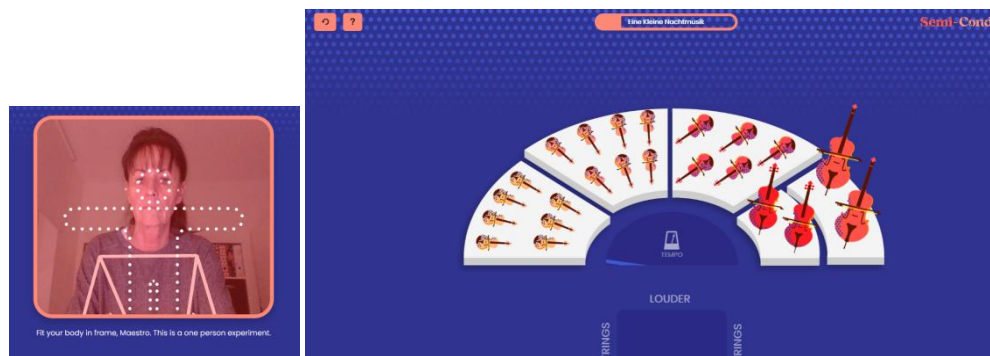 Fit your body in frame, Maestro. This is a one person experiment.
?
Eine Kleine Nachtmusik
Semi-Cond
TEMPO
LOUDER
RINGS
RINGS